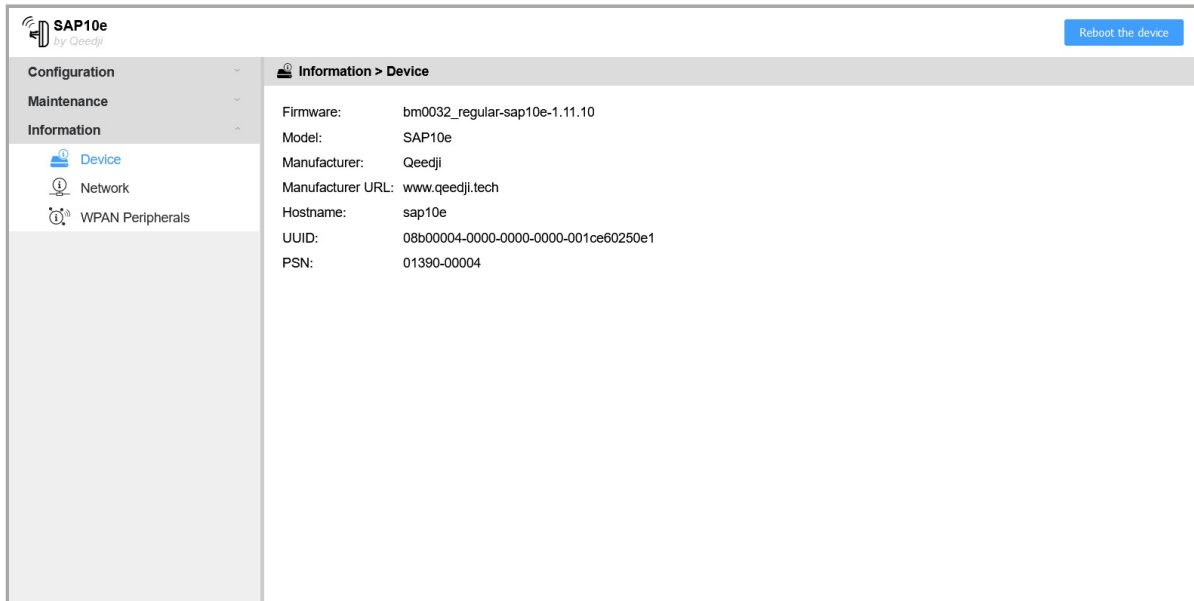 SAP10e
by Qeedji
Reboot the device
Configuration
Maintenance
Information
Device
Network
WPAN Peripherals
Information > Device
Firmware: bm0032_regular-sap10e-1.11.10
Model: SAP10e
Manufacturer: Qeedji
Manufacturer URL: www.qeedji.tech
Hostname: sap10e
UUID: 08b00004-0000-0000-0000-001ce60250e1
PSN: 01390-00004